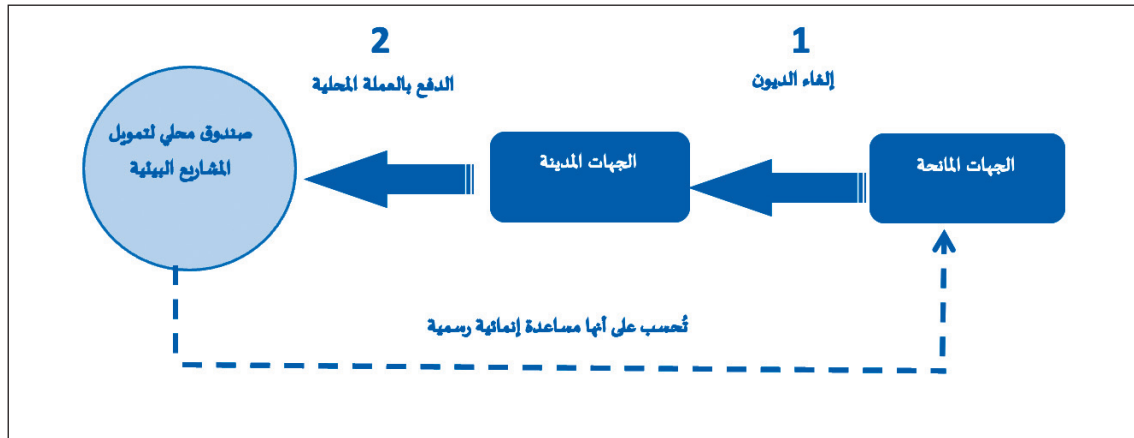 1
إلغاء الديون
2
الدفع بالعملة المحلية
الجهات المانحة
الجهات المدينة
صندوق محلي لتمويل
المشاريع البيئية
تُحسب على أنها مساعدة إنمائية رسمية